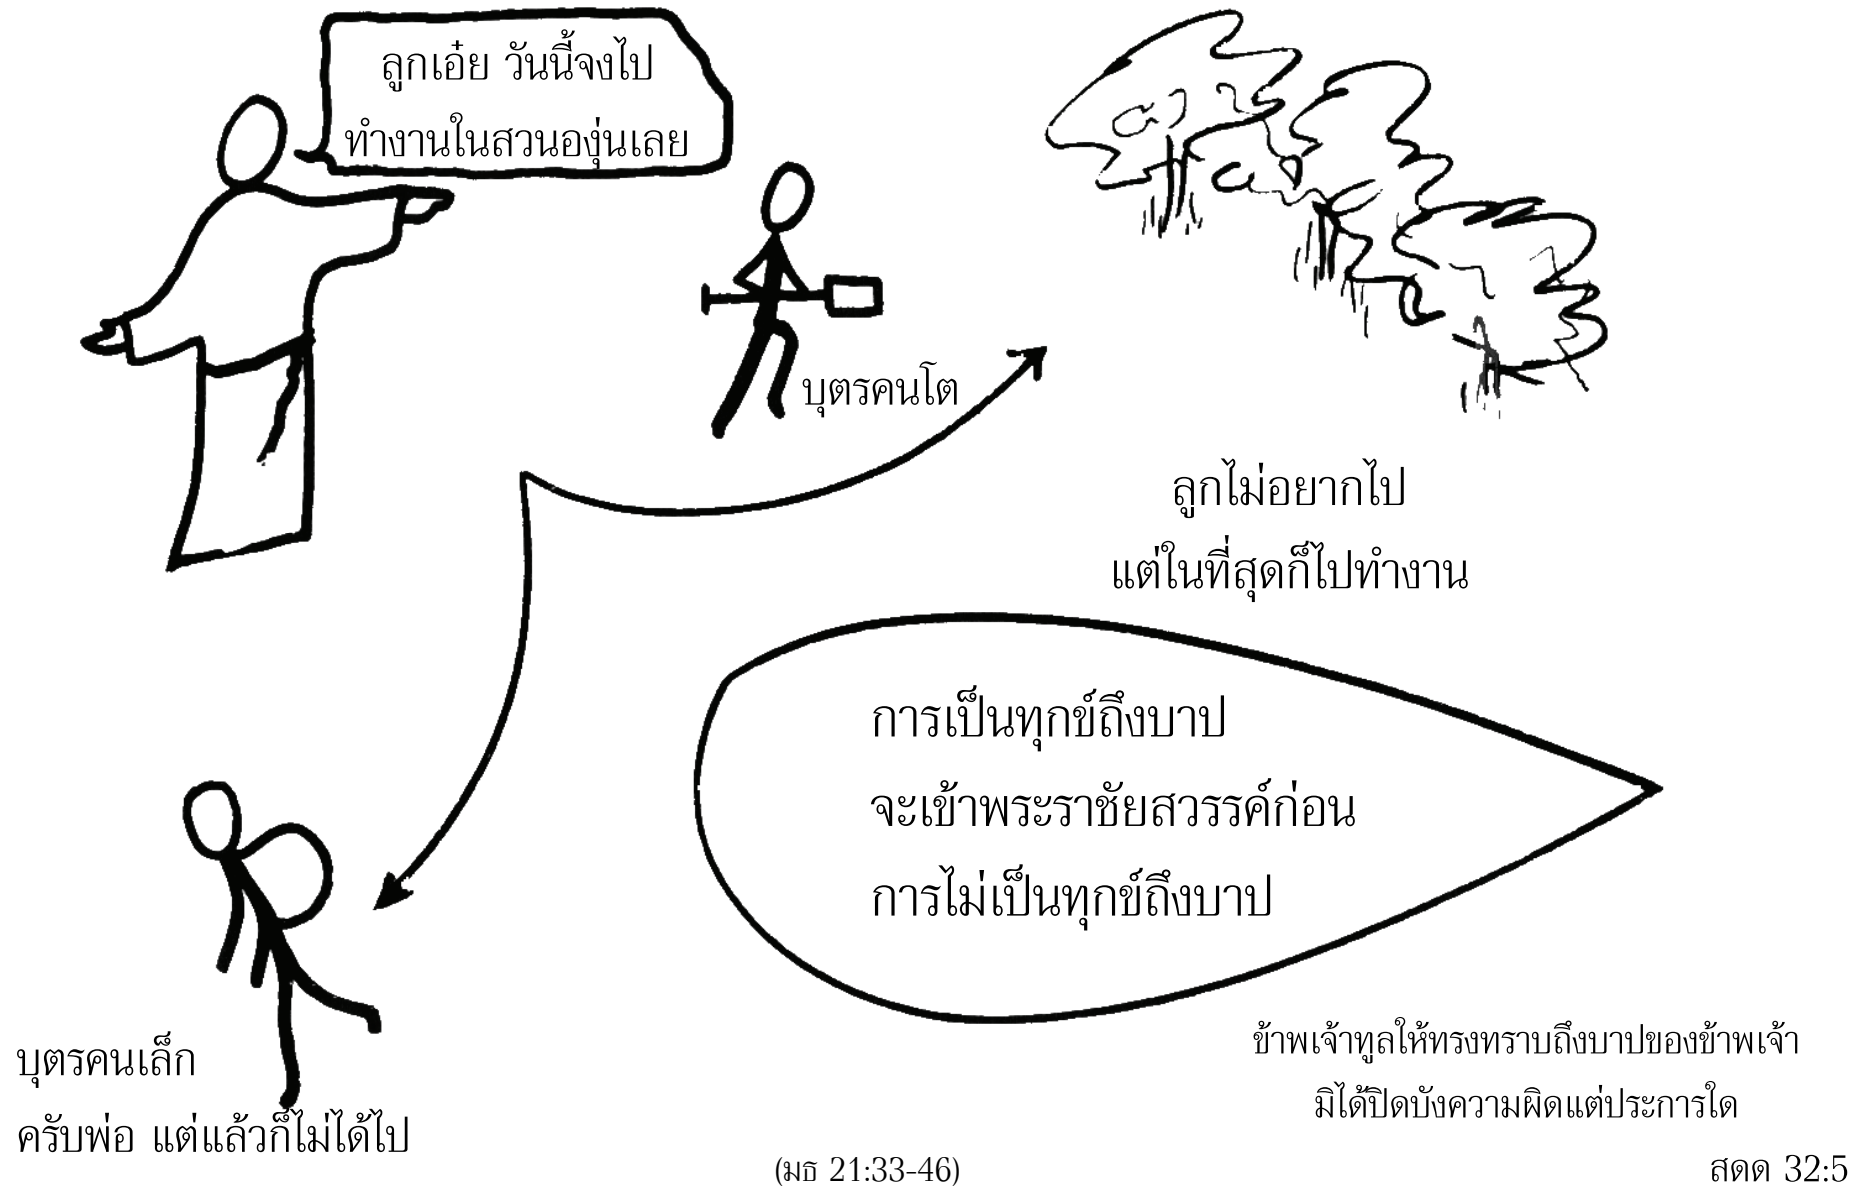 ลูกเอ๋ย วันนี้จงไป
ทำงานในสวนองุ่นเลย
บุตรคนโต
ลูกไม่อยากไป
แต่ในที่สุดก็ไปทำงาน
การเป็นทุกข์ถึงบาป
จะเข้าพระราชัยสวรรค์ก่อน
การไม่เป็นทุกข์ถึงบาป
บุตรคนเล็ก
ครับพ่อ แต่แล้วก็ไม่ได้ไป
ข้าพเจ้าทูลให้ทรงทราบถึงบาปของข้าพเจ้า
มิได้ปิดบังความผิดแต่ประการใด
(มธ 21:33-46)
สดด 32:5